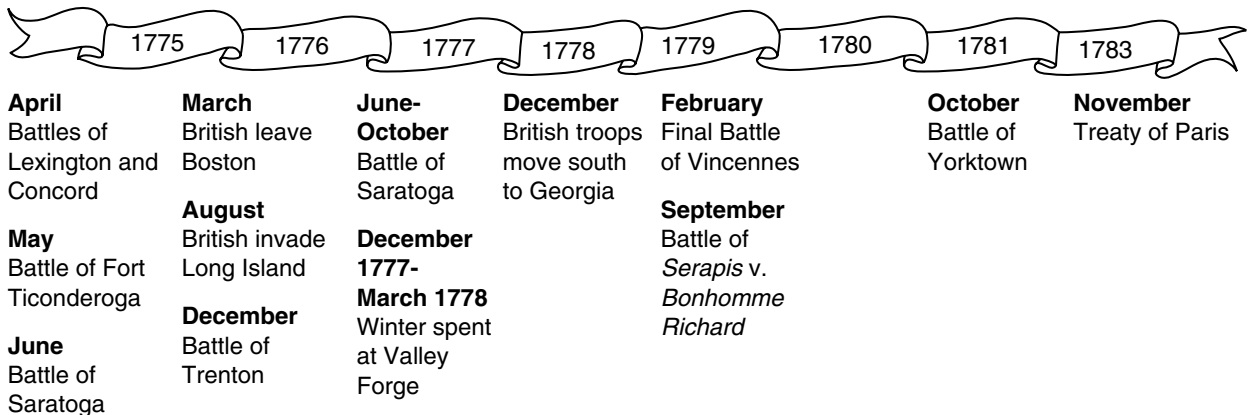 1775
1776
1777
1778
1779
1780
1781
1783
April
Battles of
Lexington and
Concord
May
Battle of Fort
Ticonderoga
June
Battle of
Saratoga
March
British leave
Boston
August
British invade
Long Island
December
Battle of
Trenton
June-
October
Battle of
Saratoga
December
1777-
March 1778
Winter spent
at Valley
Forge
December
British troops
move south
to Georgia
February
Final Battle
of Vincennes
September
Battle of
Serapis v.
Bonhomme
Richard
October
Battle of
Yorktown
November
Treaty of Paris